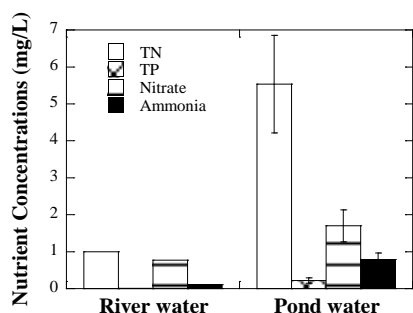 Nutrient Concentrations (mg/L)
7
6
5
4
3
2
1
0
TN
TP
Nitrate
Ammonia
River water
Pond water